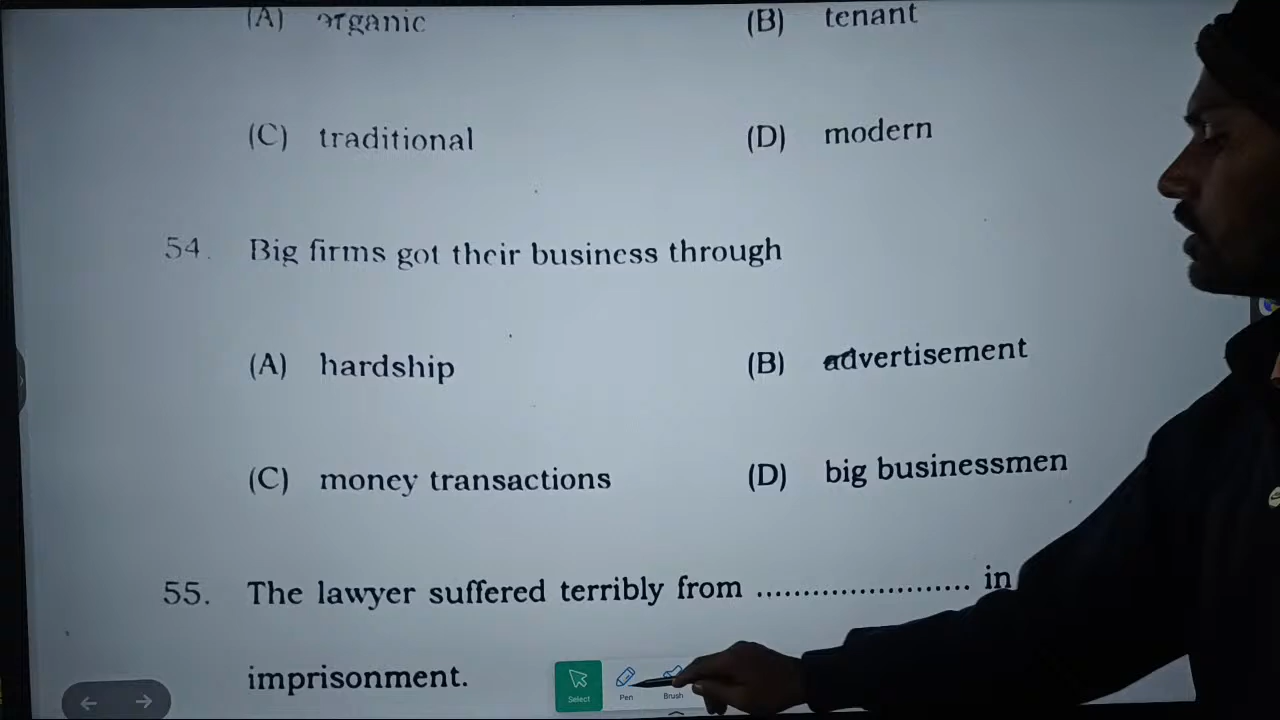 (A) organic (B) tenant
(C) traditional (D) modern
54. Big firms got their business through
(A) hardship (B) advertisement
(C) money transactions (D) big businessmen
55. The lawyer suffered terribly from ....................... in
imprisonment.
Select Pen Brush